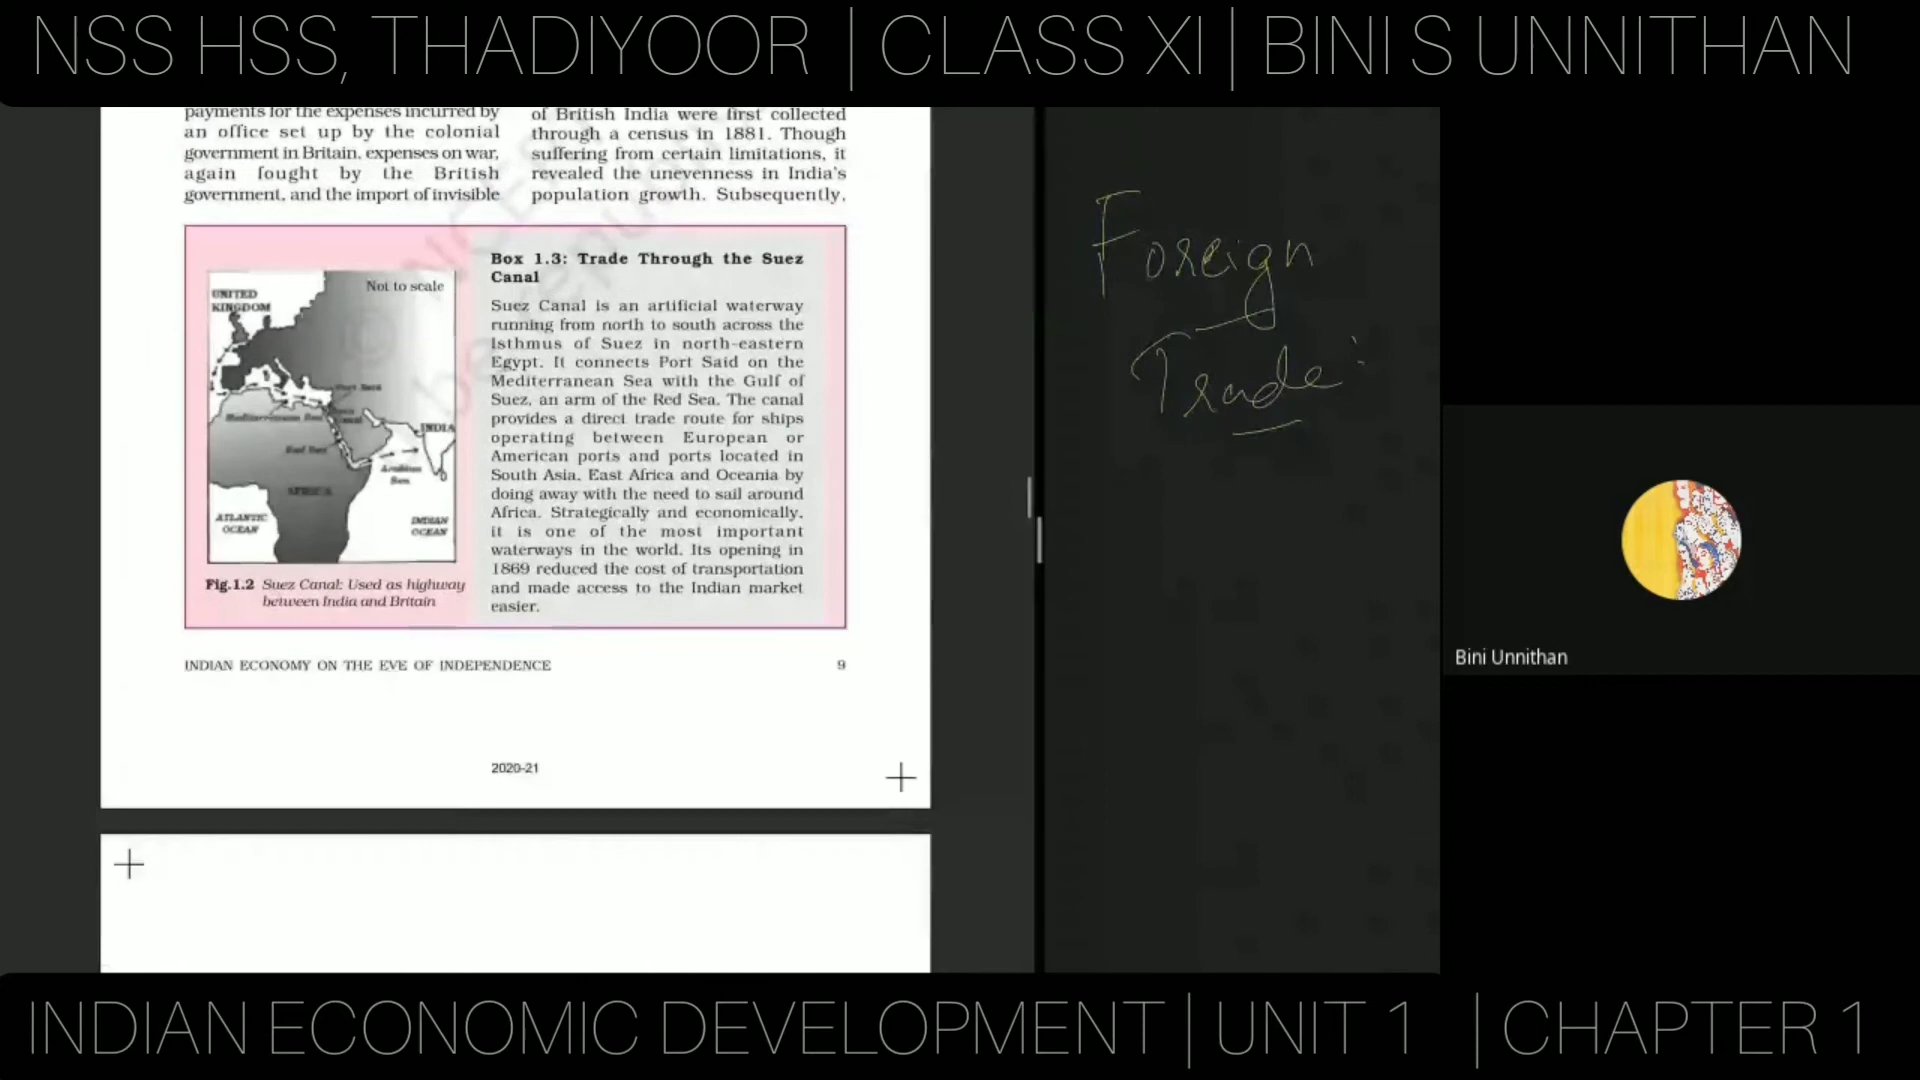 NSS HSS, THADIYOOR | CLASS XI | BINI S UNNITHAN
payments for the expenses incurred by
an office set up by the colonial
government in Britain, expenses on war,
again fought by the British
government, and the import of invisible
of British India were first collected
through a census in 1881. Though
suffering from certain limitations, it
revealed the unevenness in India's
population growth. Subsequently,
Not to scale
UNITED
KINGDOM
Port Said
Mediterranean Sea
Suez
Canal
INDIA
Red Sea
Arabian
Sea
AFRICA
ATLANTIC
OCEAN
INDIAN
OCEAN
Fig.1.2 Suez Canal: Used as highway
between India and Britain
Box 1.3: Trade Through the Suez
Canal
Suez Canal is an artificial waterway
running from north to south across the
Isthmus of Suez in north-eastern
Egypt. It connects Port Said on the
Mediterranean Sea with the Gulf of
Suez, an arm of the Red Sea. The canal
provides a direct trade route for ships
operating between European or
American ports and ports located in
South Asia, East Africa and Oceania by
doing away with the need to sail around
Africa. Strategically and economically,
it is one of the most important
waterways in the world. Its opening in
1869 reduced the cost of transportation
and made access to the Indian market
easier.
INDIAN ECONOMY ON THE EVE OF INDEPENDENCE 9
2020-21
Foreign
Trade:
Bini Unnithan
INDIAN ECONOMIC DEVELOPMENT | UNIT 1 | CHAPTER 1